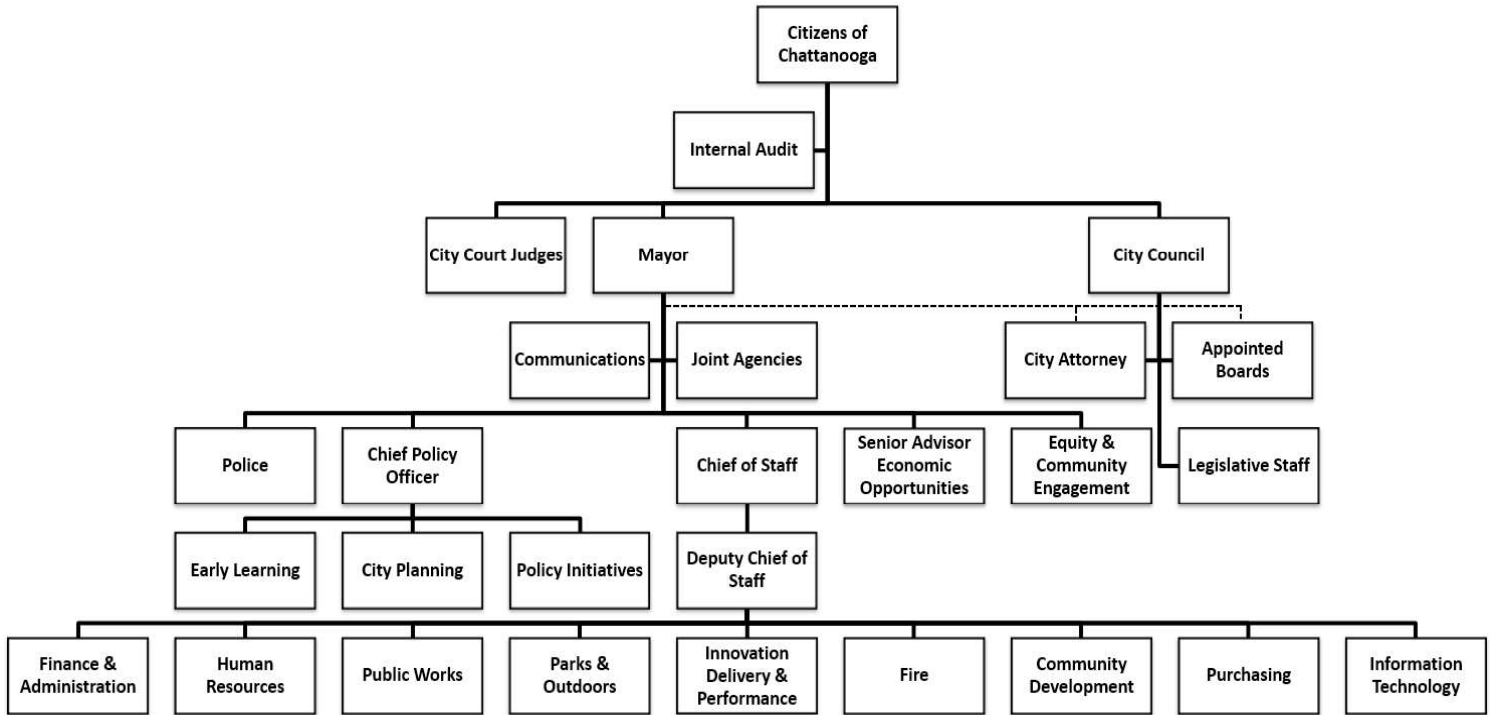 Citizens of
Chattanooga
Internal Audit
City Court Judges
Mayor
City Council
Communications
Joint Agencies
City Attorney
Appointed
Boards
Police
Chief Policy
Officer
Chief of Staff
Senior Advisor
Economic
Opportunities
Equity &
Community
Engagement
Legislative Staff
Early Learning
City Planning
Policy Initiatives
Deputy Chief of
Staff
Finance &
Administration
Human
Resources
Public Works
Parks &
Outdoors
Innovation
Delivery &
Performance
Fire
Community
Development
Purchasing
Information
Technology